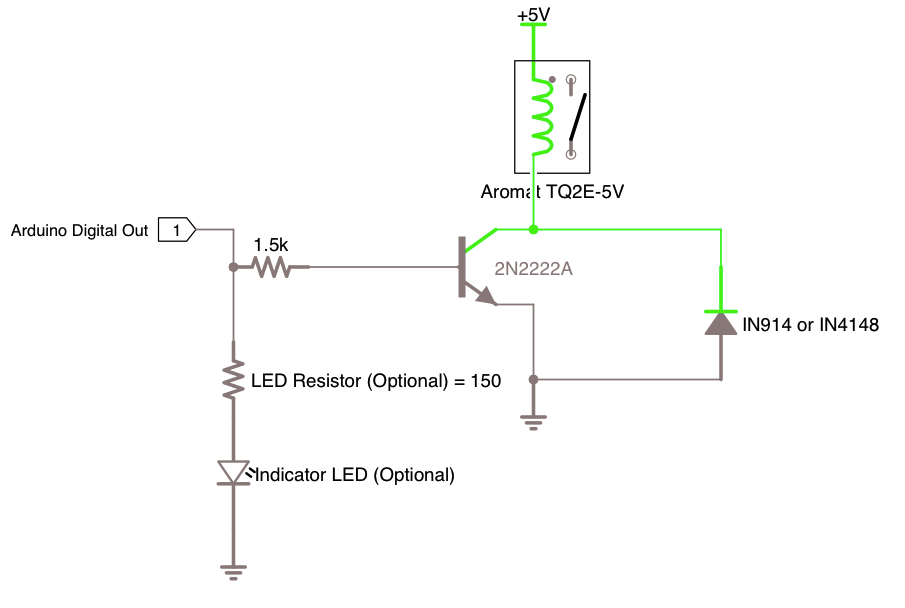 +5V
Aromat TQ2E-5V
Arduino Digital Out
1
1.5k
2N2222A
IN914 or IN4148
LED Resistor (Optional) = 150
Indicator LED (Optional)